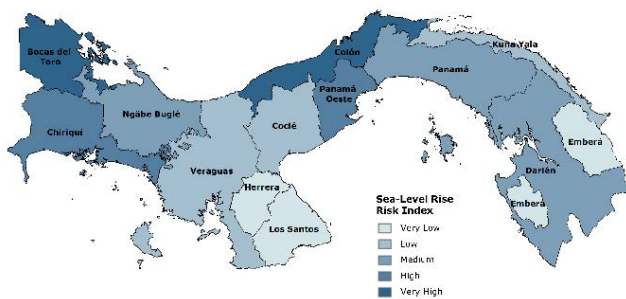 Bocas del
Toro
Colón
Kuna Yala
Panamá
Panamá
Oeste
Ngäbe Buglé
Chiriquí
Coclé
Emberá
Veraguas
Darién
Herrera
Emberá
Los Santos
Sea-Level Rise
Risk Index
Very Low
Low
Medium
High
Very High